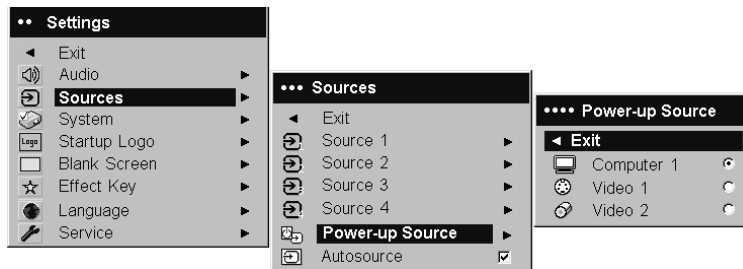 •• Settings
Exit
Audio
Sources
System
Logo Startup Logo
Blank Screen
Effect Key
Language
Service
••• Sources
Exit
Source 1
Source 2
Source 3
Source 4
Power-up Source
Autosource
•••• Power-up Source
Exit
Computer 1
Video 1
Video 2